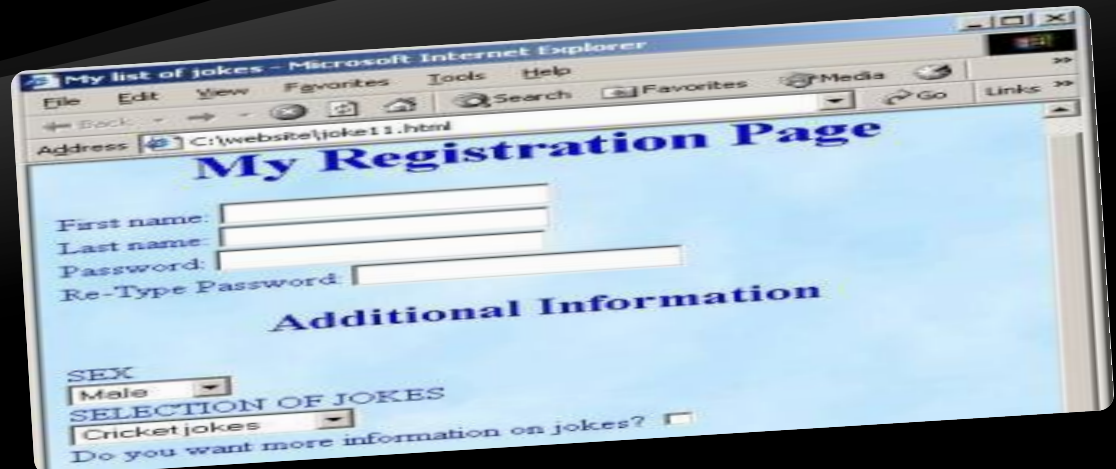 My list of jokes - Microsoft Internet Explorer
File Edit View Favorites Tools Help
Back Search Favorites Media Go Links
Address C:\website\joke11.html
My Registration Page
First name:
Last name:
Password:
Re-Type Password:
Additional Information
SEX
Male
SELECTION OF JOKES
Cricket jokes
Do you want more information on jokes?